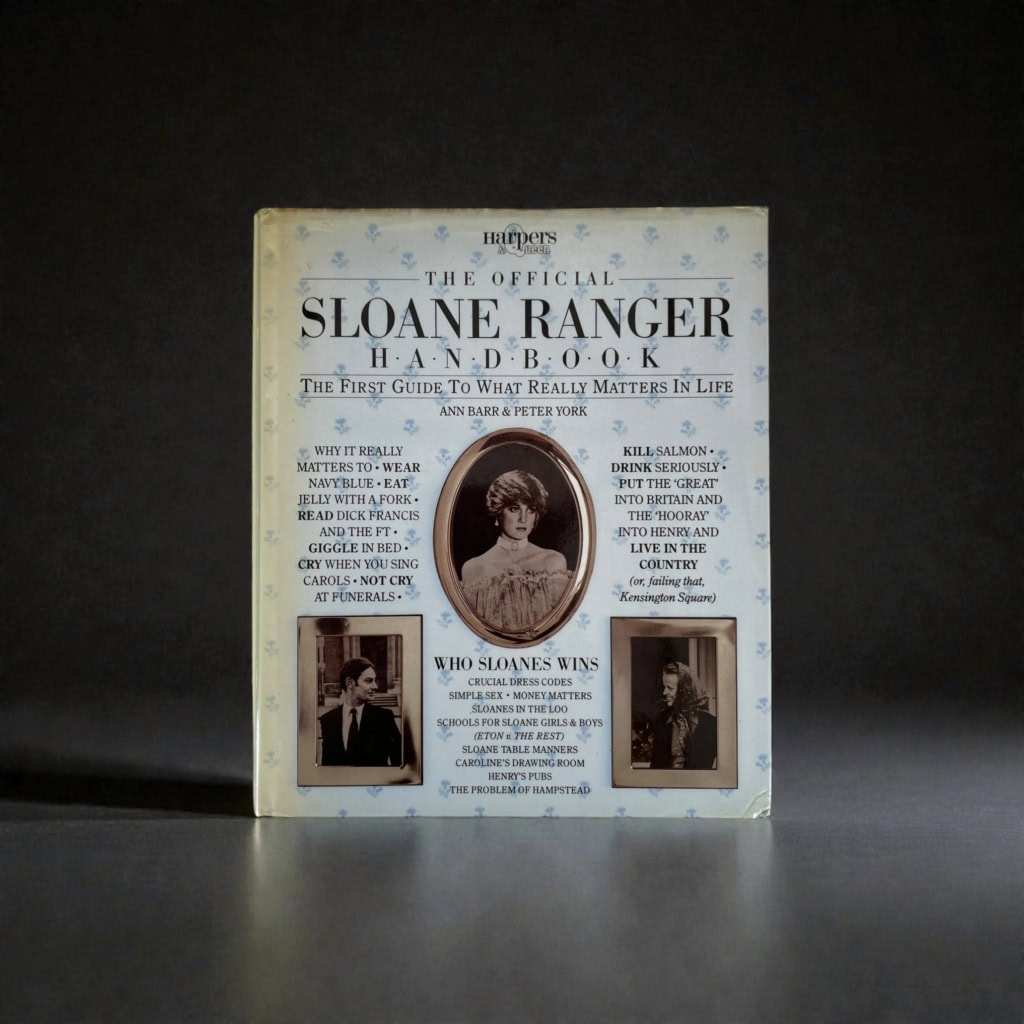 Harpers
& Queen
THE OFFICIAL
SLOANE RANGER
H·A·N·D·B·O·O·K
THE FIRST GUIDE TO WHAT REALLY MATTERS IN LIFE
ANN BARR & PETER YORK
WHY IT REALLY
MATTERS TO • WEAR
NAVY BLUE • EAT
JELLY WITH A FORK •
READ DICK FRANCIS
AND THE FT •
GIGGLE IN BED •
CRY WHEN YOU SING
CAROLS • NOT CRY
AT FUNERALS •
KILL SALMON •
DRINK SERIOUSLY •
PUT THE ‘GREAT’
INTO BRITAIN AND
THE ‘HOORAY’
INTO HENRY AND
LIVE IN THE
COUNTRY
(or, failing that,
Kensington Square)
WHO SLOANES WINS
CRUCIAL DRESS CODES
SIMPLE SEX • MONEY MATTERS
SLOANES IN THE LOO
SCHOOLS FOR SLOANE GIRLS & BOYS
(ETON v. THE REST)
SLOANE TABLE MANNERS
CAROLINE'S DRAWING ROOM
HENRY'S PUBS
THE PROBLEM OF HAMPSTEAD